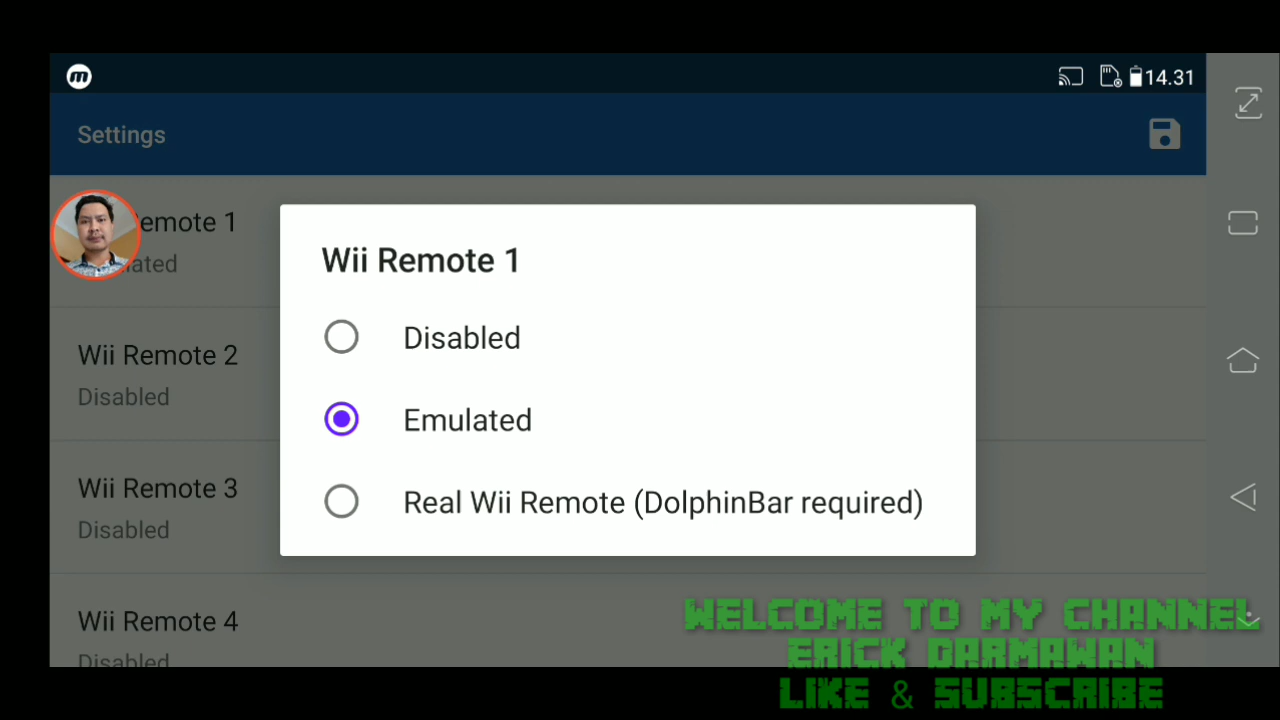 14.31
Settings
emote 1
ated
Wii Remote 2
Disabled
Wii Remote 3
Disabled
Wii Remote 4
Disabled
Wii Remote 1
Disabled
Emulated
Real Wii Remote (DolphinBar required)
WELCOME TO MY CHANNEL
ERICK DARMAWAN
LIKE & SUBSCRIBE